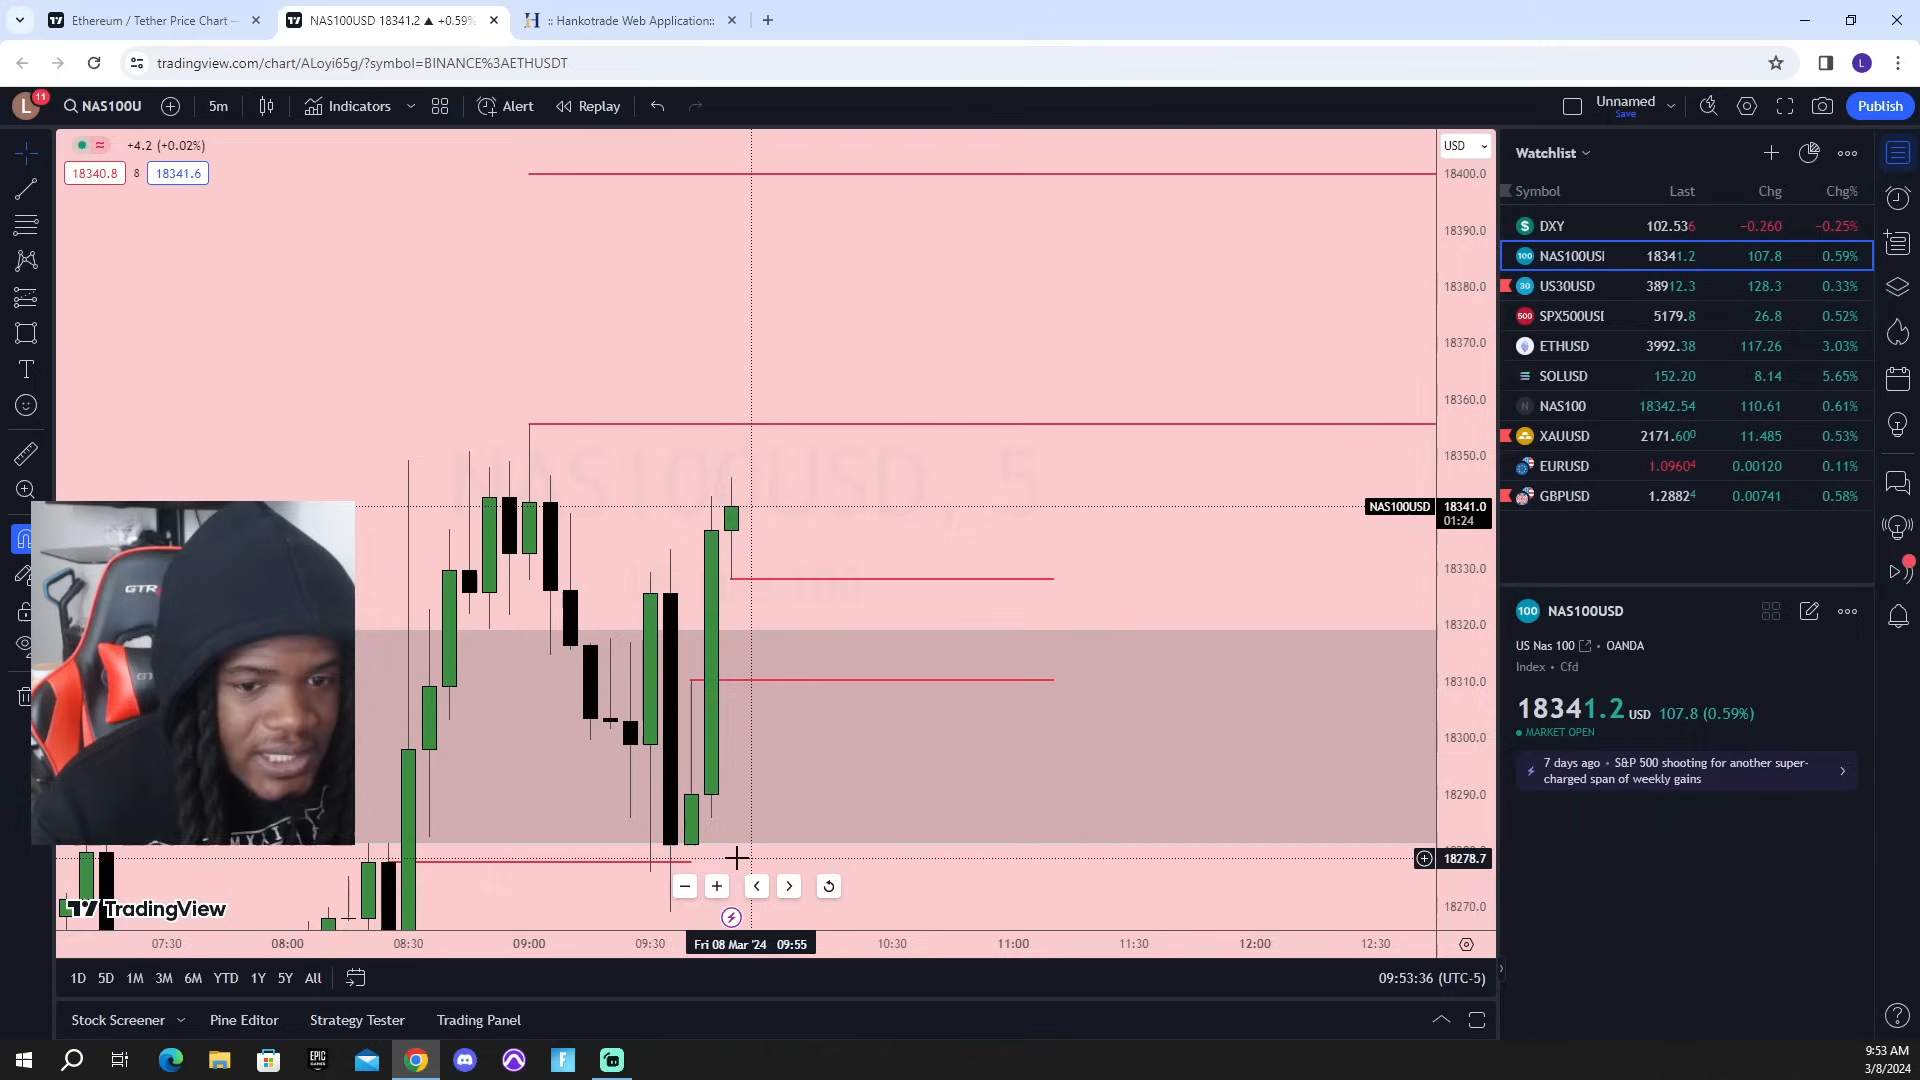 Ethereum / Tether Price Chart —
NAS100USD 18341.2 ▲ +0.59%
:: Hankotrade Web Application::
tradingview.com/chart/ALoyi65g/?symbol=BINANCE%3AETHUSDT
L
L
11
NAS100U
5m
Indicators
Alert
Replay
Unnamed
Save
Publish
+4.2 (+0.02%)
18340.8
8
18341.6
USD
18400.0
18390.0
18380.0
18370.0
18360.0
18350.0
NAS100USD
18341.0
01:24
18330.0
18320.0
18310.0
18300.0
18290.0
18278.7
18270.0
NAS100USD, 5
GTR
TradingView
07:30
08:00
08:30
09:00
09:30
Fri 08 Mar '24 09:55
10:30
11:00
11:30
12:00
12:30
1D 5D 1M 3M 6M YTD 1Y 5Y All
09:53:36 (UTC-5)
Stock Screener
Pine Editor
Strategy Tester
Trading Panel
Watchlist
Symbol Last Chg Chg%
DXY 102.536 −0.260 −0.25%
NAS100USI 18341.2 107.8 0.59%
US30USD 38912.3 128.3 0.33%
SPX500USI 5179.8 26.8 0.52%
ETHUSD 3992.38 117.26 3.03%
SOLUSD 152.20 8.14 5.65%
NAS100 18342.54 110.61 0.61%
XAUUSD 2171.600 11.485 0.53%
EURUSD 1.09604 0.00120 0.11%
GBPUSD 1.28824 0.00741 0.58%
100 NAS100USD
US Nas 100 • OANDA
Index • Cfd
18341.2 USD 107.8 (0.59%)
MARKET OPEN
7 days ago • S&P 500 shooting for another super-
charged span of weekly gains
EPIC
GAMES
9:53 AM
3/8/2024